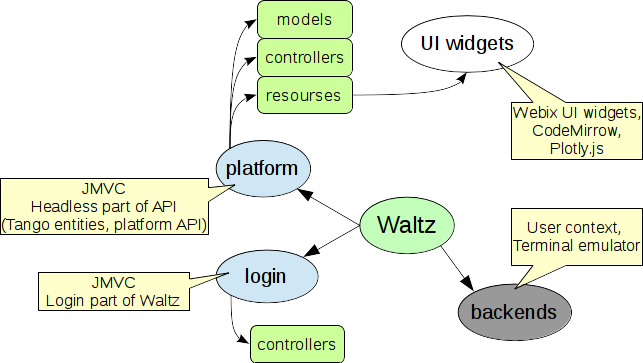 models
controllers
resourses
UI widgets
Webix UI widgets,
CodeMirrow,
Plotly.js
platform
JMVC
Headless part of API
(Tango entities, platform API)
Waltz
User context,
Terminal emulator
login
JMVC
Login part of Waltz
backends
controllers